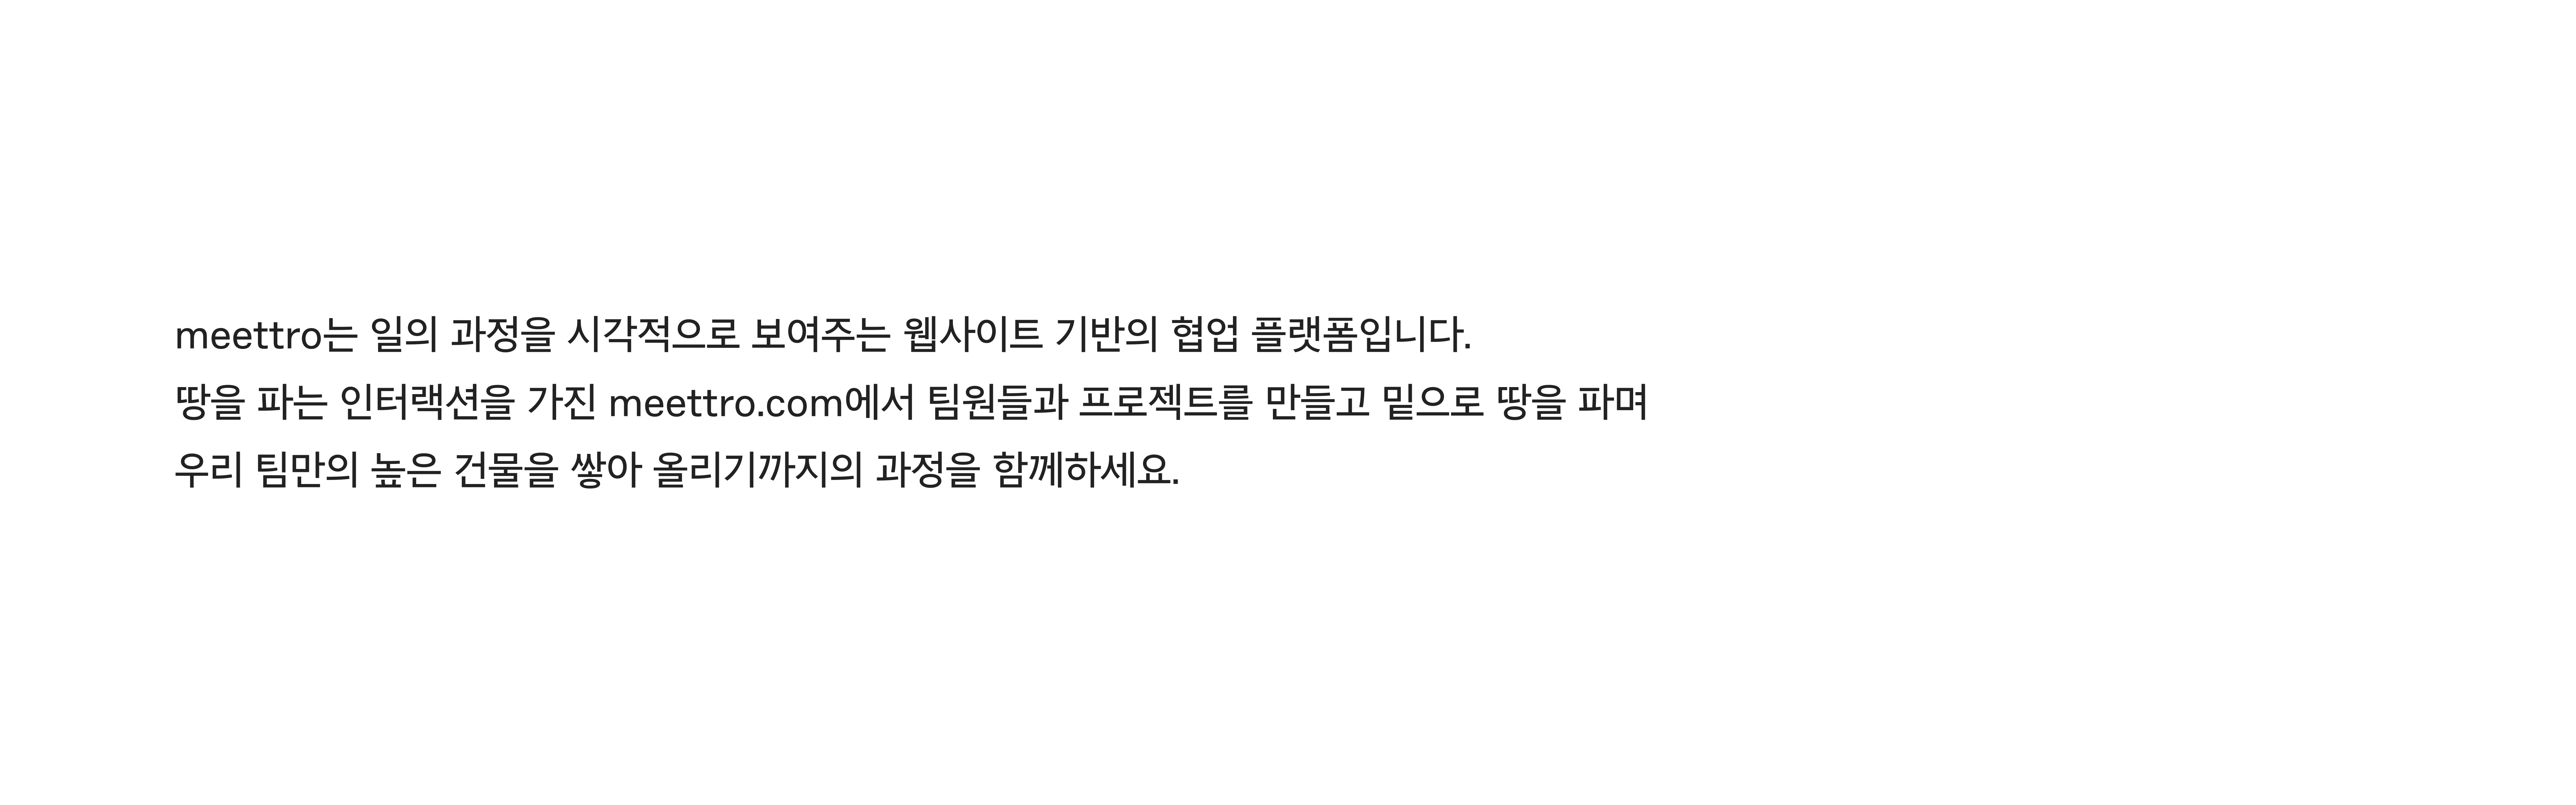 meettro는 일의 과정을 시각적으로 보여주는 웹사이트 기반의 협업 플랫폼입니다.
땅을 파는 인터랙션을 가진 meettro.com에서 팀원들과 프로젝트를 만들고 밑으로 땅을 파며
우리 팀만의 높은 건물을 쌓아 올리기까지의 과정을 함께하세요.